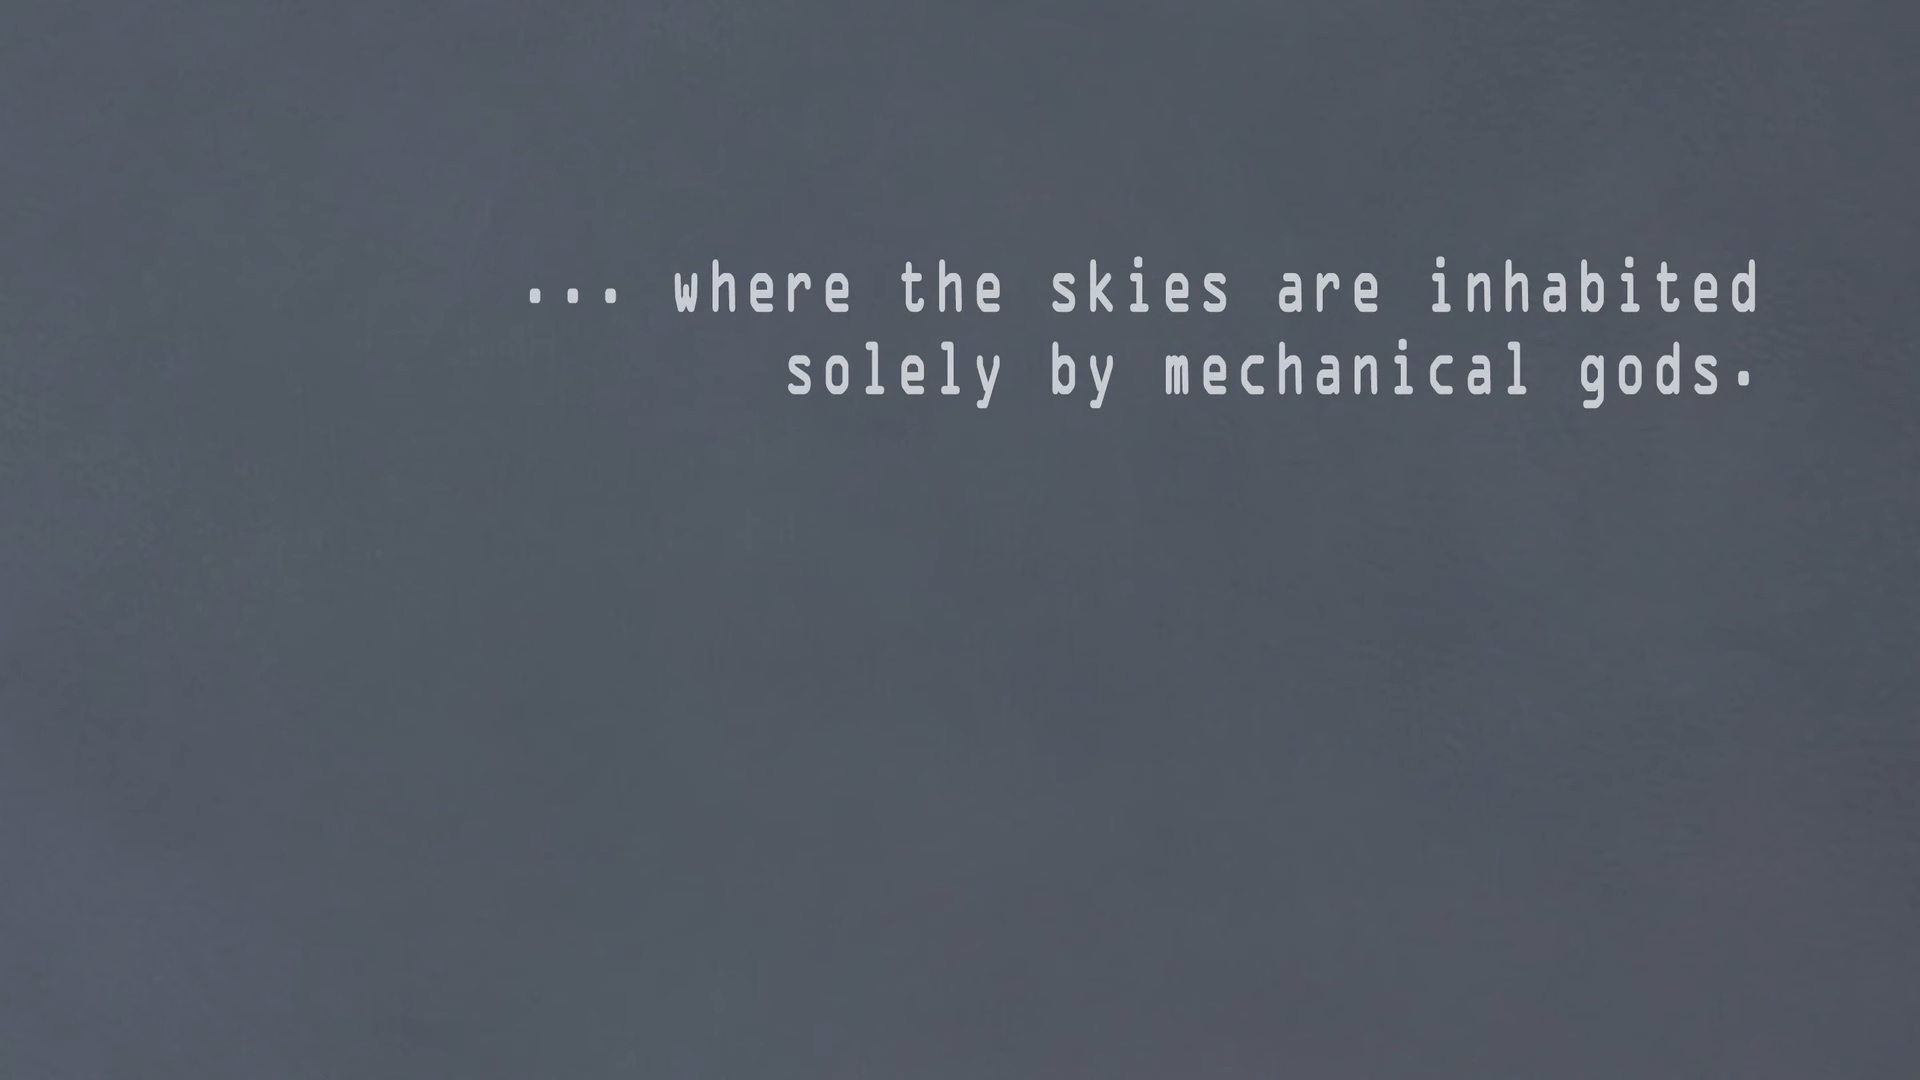 ... where the skies are inhabited
solely by mechanical gods.